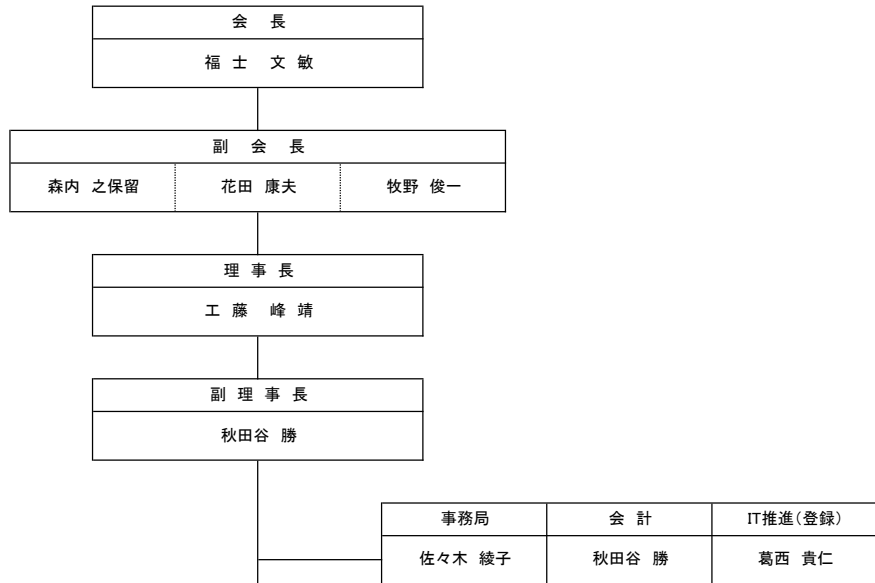 会 長
福 士 文 敏
副 会 長
森内 之保留 花田 康夫 牧野 俊一
理 事 長
工 藤 峰 靖
副 理 事 長
秋田谷 勝
事務局 会 計 IT推進(登録)
佐々木 綾子 秋田谷 勝 葛西 貴仁